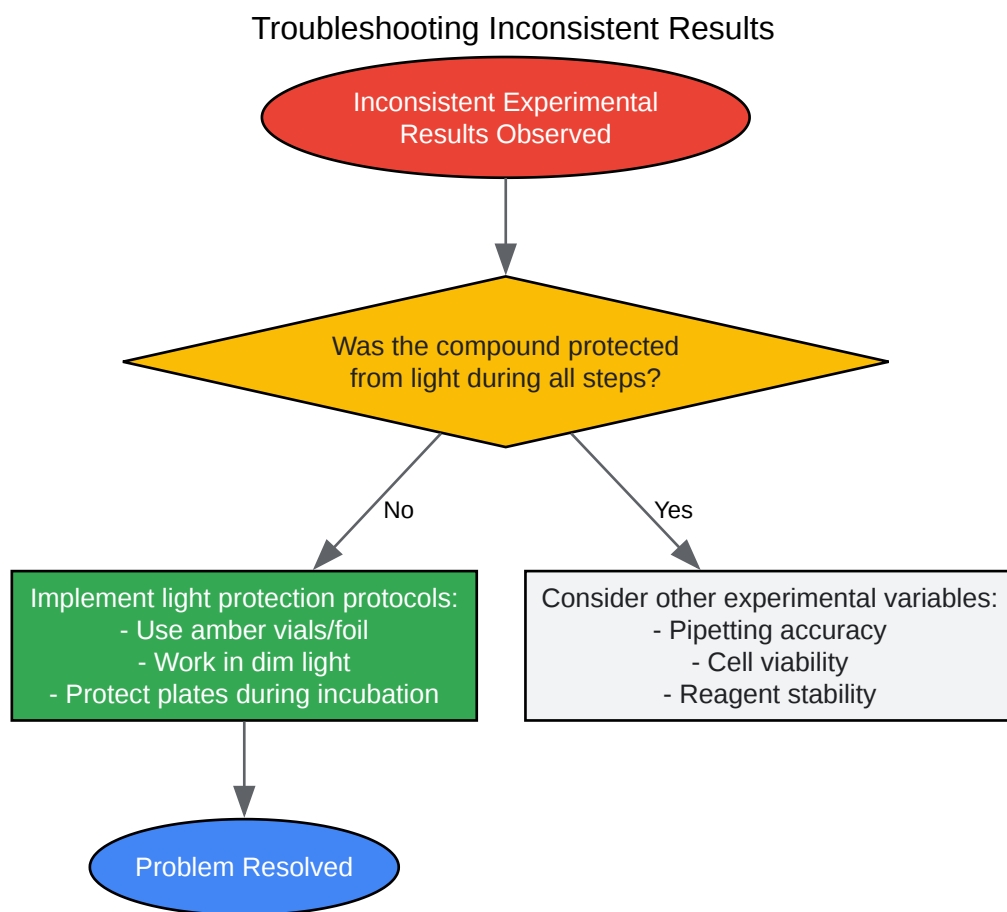 Troubleshooting Inconsistent Results
Inconsistent Experimental
Results Observed
Was the compound protected
from light during all steps?
No
Yes
Implement light protection protocols:
- Use amber vials/foil
- Work in dim light
- Protect plates during incubation
Consider other experimental variables:
- Pipetting accuracy
- Cell viability
- Reagent stability
Problem Resolved